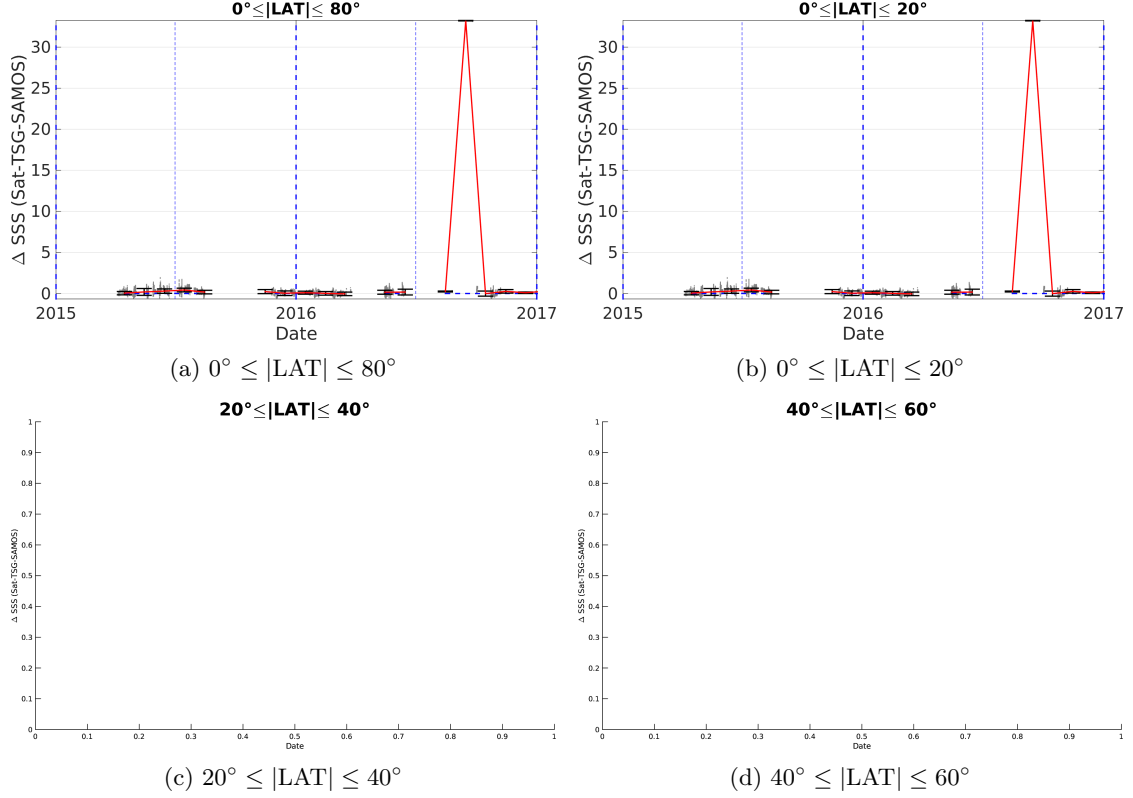 0°≤|LAT|≤ 80°
Δ SSS (Sat-TSG-SAMOS)
30
25
20
15
10
5
0
2015 2016 2017
Date
(a) 0° ≤ |LAT| ≤ 80°
0°≤|LAT|≤ 20°
Δ SSS (Sat-TSG-SAMOS)
30
25
20
15
10
5
0
2015 2016 2017
Date
(b) 0° ≤ |LAT| ≤ 20°
20°≤|LAT|≤ 40°
Δ SSS (Sat-TSG-SAMOS)
1
0.9
0.8
0.7
0.6
0.5
0.4
0.3
0.2
0.1
0
0 0.1 0.2 0.3 0.4 0.5 0.6 0.7 0.8 0.9 1
Date
(c) 20° ≤ |LAT| ≤ 40°
40°≤|LAT|≤ 60°
Δ SSS (Sat-TSG-SAMOS)
1
0.9
0.8
0.7
0.6
0.5
0.4
0.3
0.2
0.1
0
0 0.1 0.2 0.3 0.4 0.5 0.6 0.7 0.8 0.9 1
Date
(d) 40° ≤ |LAT| ≤ 60°